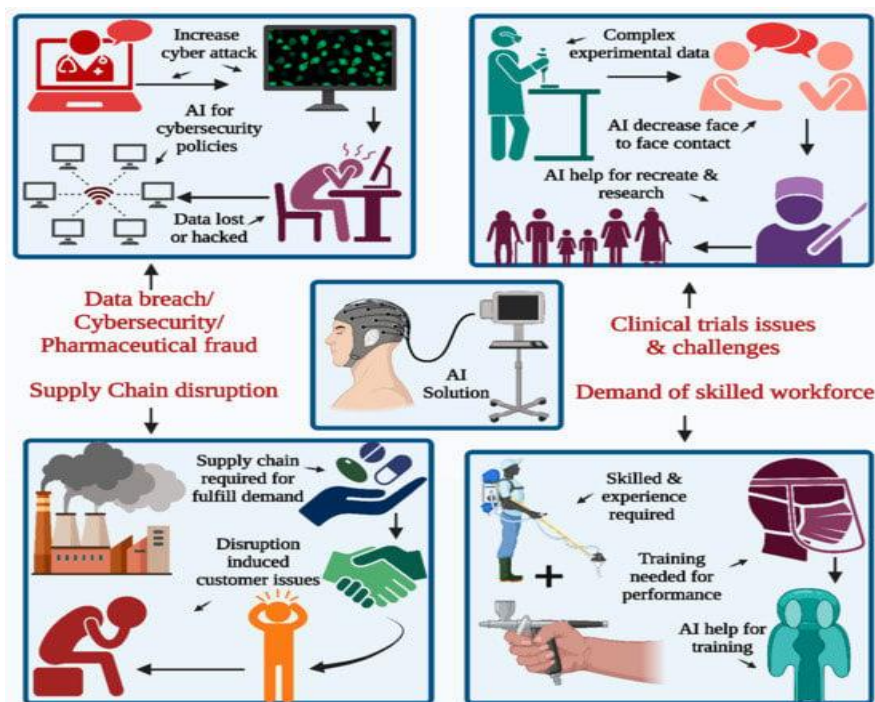 Increase
cyber attack
AI for
cybersecurity
policies
Data lost
or hacked
Complex
experimental data
AI decrease face
to face contact
AI help for recreate &
research
Data breach/
Cybersecurity/
Pharmaceutical fraud
Supply Chain disruption
AI
Solution
Clinical trials issues
& challenges
Demand of skilled workforce
Supply chain
required for
fulfill demand
Disruption
induced
customer issues
Skilled &
experience
required
Training
needed for
performance
AI help for
training